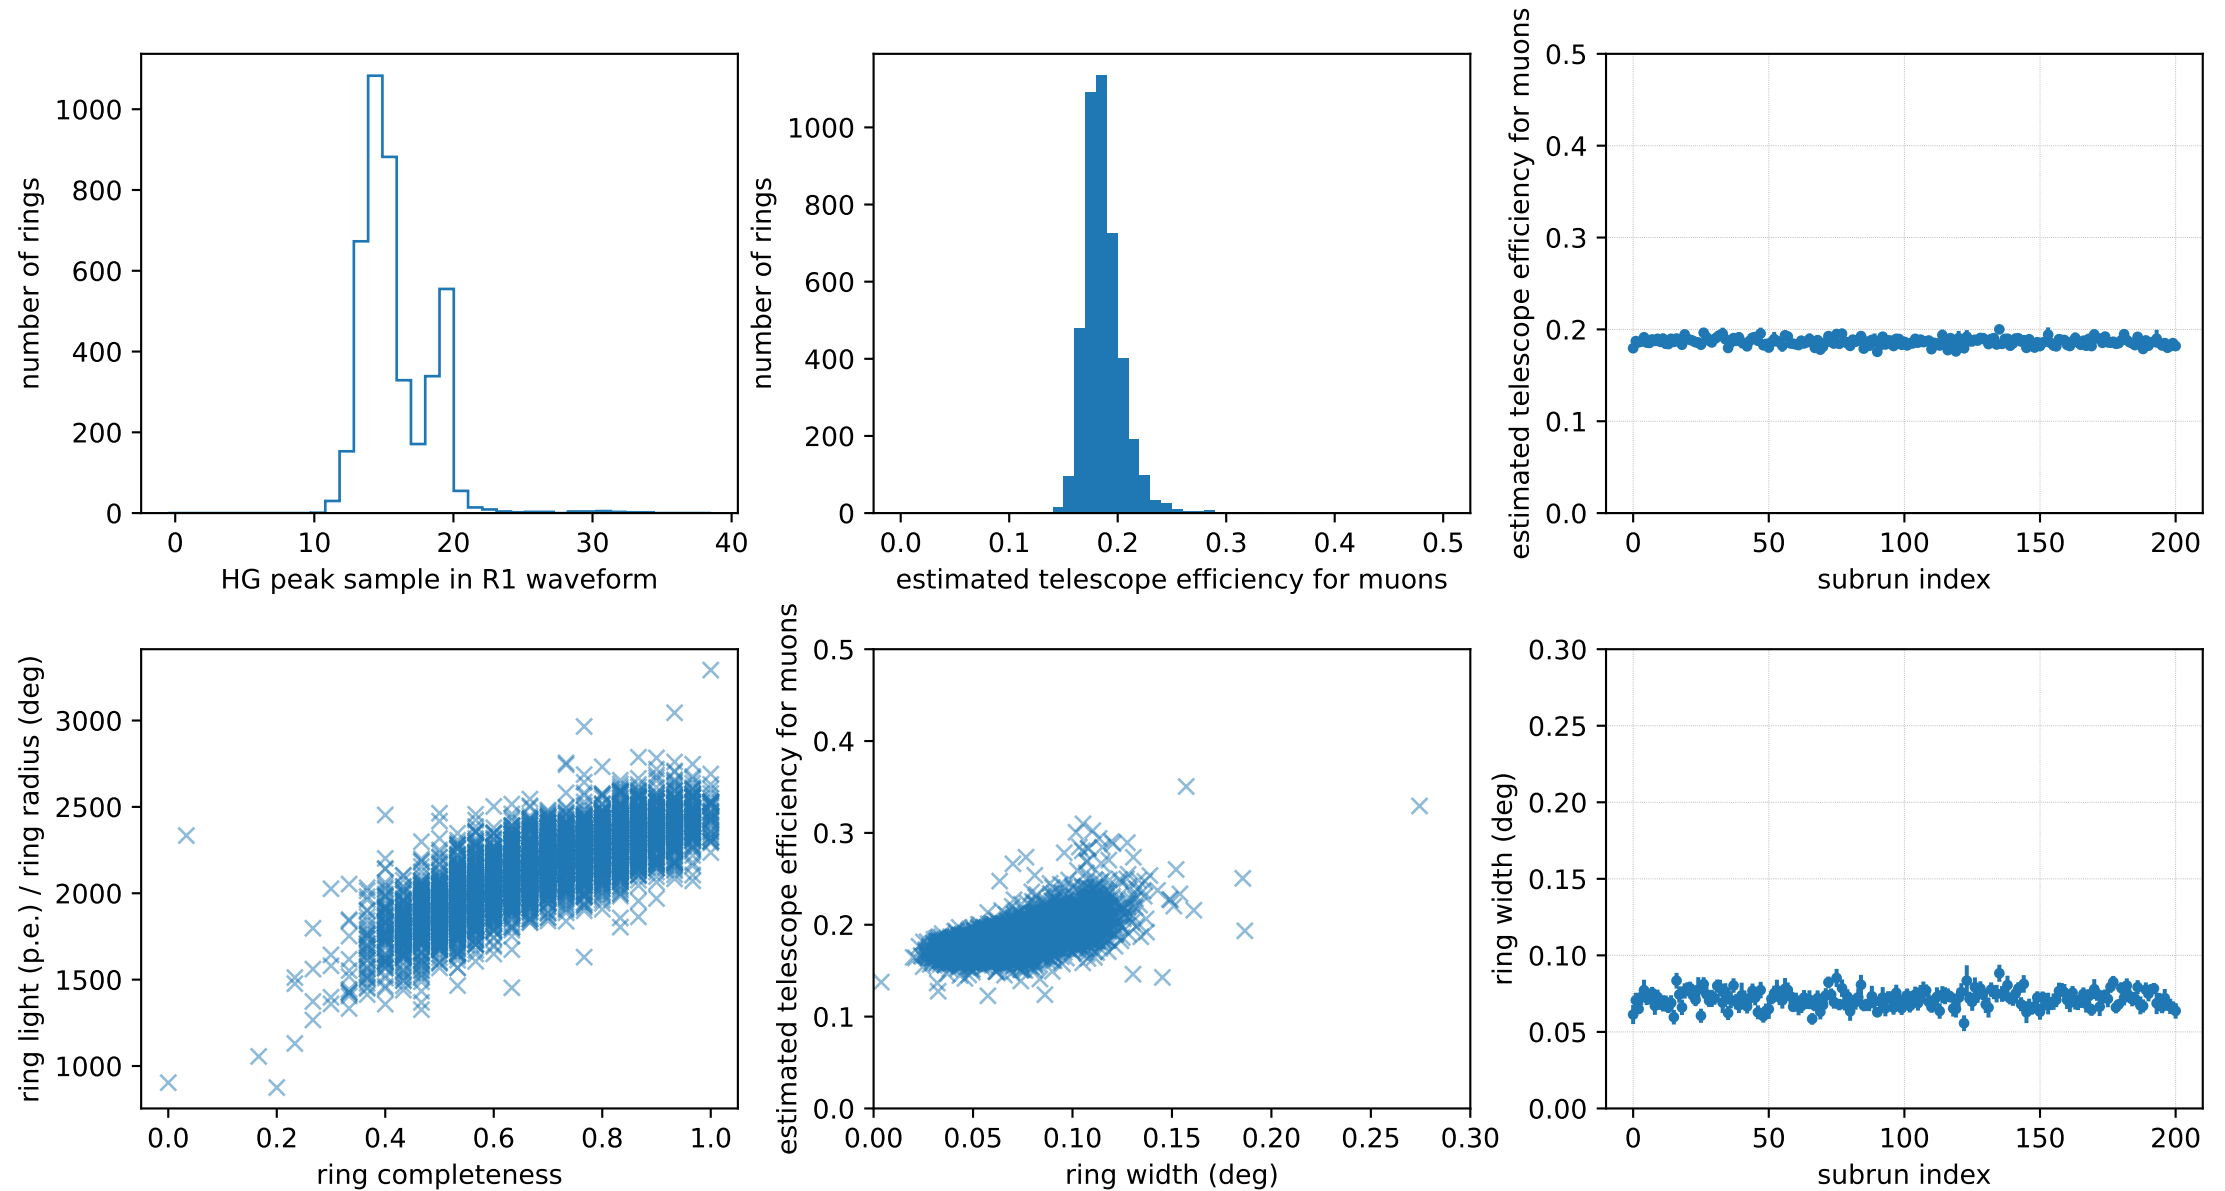 number of rings
1000
800
600
400
200
0
0 10 20 30 40
HG peak sample in R1 waveform
number of rings
1000
800
600
400
200
0
0.0 0.1 0.2 0.3 0.4 0.5
estimated telescope efficiency for muons
estimated telescope efficiency for muons
0.5
0.4
0.3
0.2
0.1
0.0
0 50 100 150 200
subrun index
ring light (p.e.) / ring radius (deg)
3000
2500
2000
1500
1000
0.0 0.2 0.4 0.6 0.8 1.0
ring completeness
estimated telescope efficiency for muons
0.5
0.4
0.3
0.2
0.1
0.0
0.00 0.05 0.10 0.15 0.20 0.25 0.30
ring width (deg)
ring width (deg)
0.30
0.25
0.20
0.15
0.10
0.05
0.00
0 50 100 150 200
subrun index